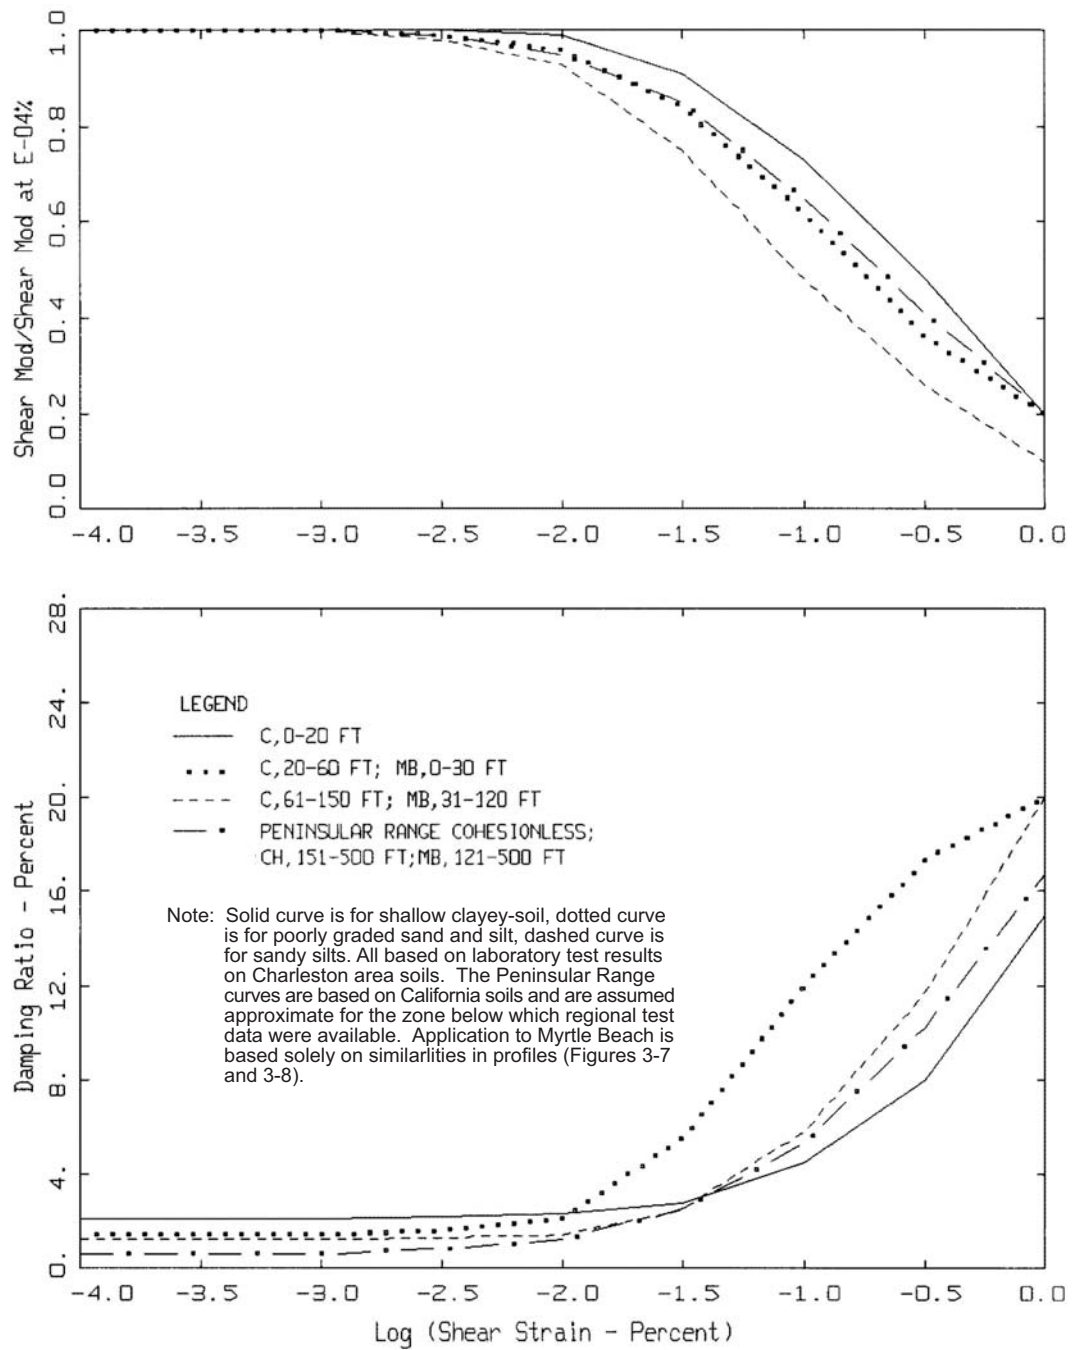 1.0
0.8
0.6
0.4
0.2
0.0
Shear Mod/Shear Mod at E-04%
-4.0 -3.5 -3.0 -2.5 -2.0 -1.5 -1.0 -0.5 0.0
28.
24.
20.
16.
12.
8.
4.
0.
Damping Ratio - Percent
LEGEND
C,0-20 FT
C,20-60 FT; MB,0-30 FT
C,61-150 FT; MB,31-120 FT
PENINSULAR RANGE COHESIONLESS;
CH,151-500 FT;MB,121-500 FT
Note: Solid curve is for shallow clayey-soil, dotted curve
is for poorly graded sand and silt, dashed curve is
for sandy silts. All based on laboratory test results
on Charleston area soils. The Peninsular Range
curves are based on California soils and are assumed
approximate for the zone below which regional test
data were available. Application to Myrtle Beach is
based solely on similarlities in profiles (Figures 3-7
and 3-8).
-4.0 -3.5 -3.0 -2.5 -2.0 -1.5 -1.0 -0.5 0.0
Log (Shear Strain - Percent)